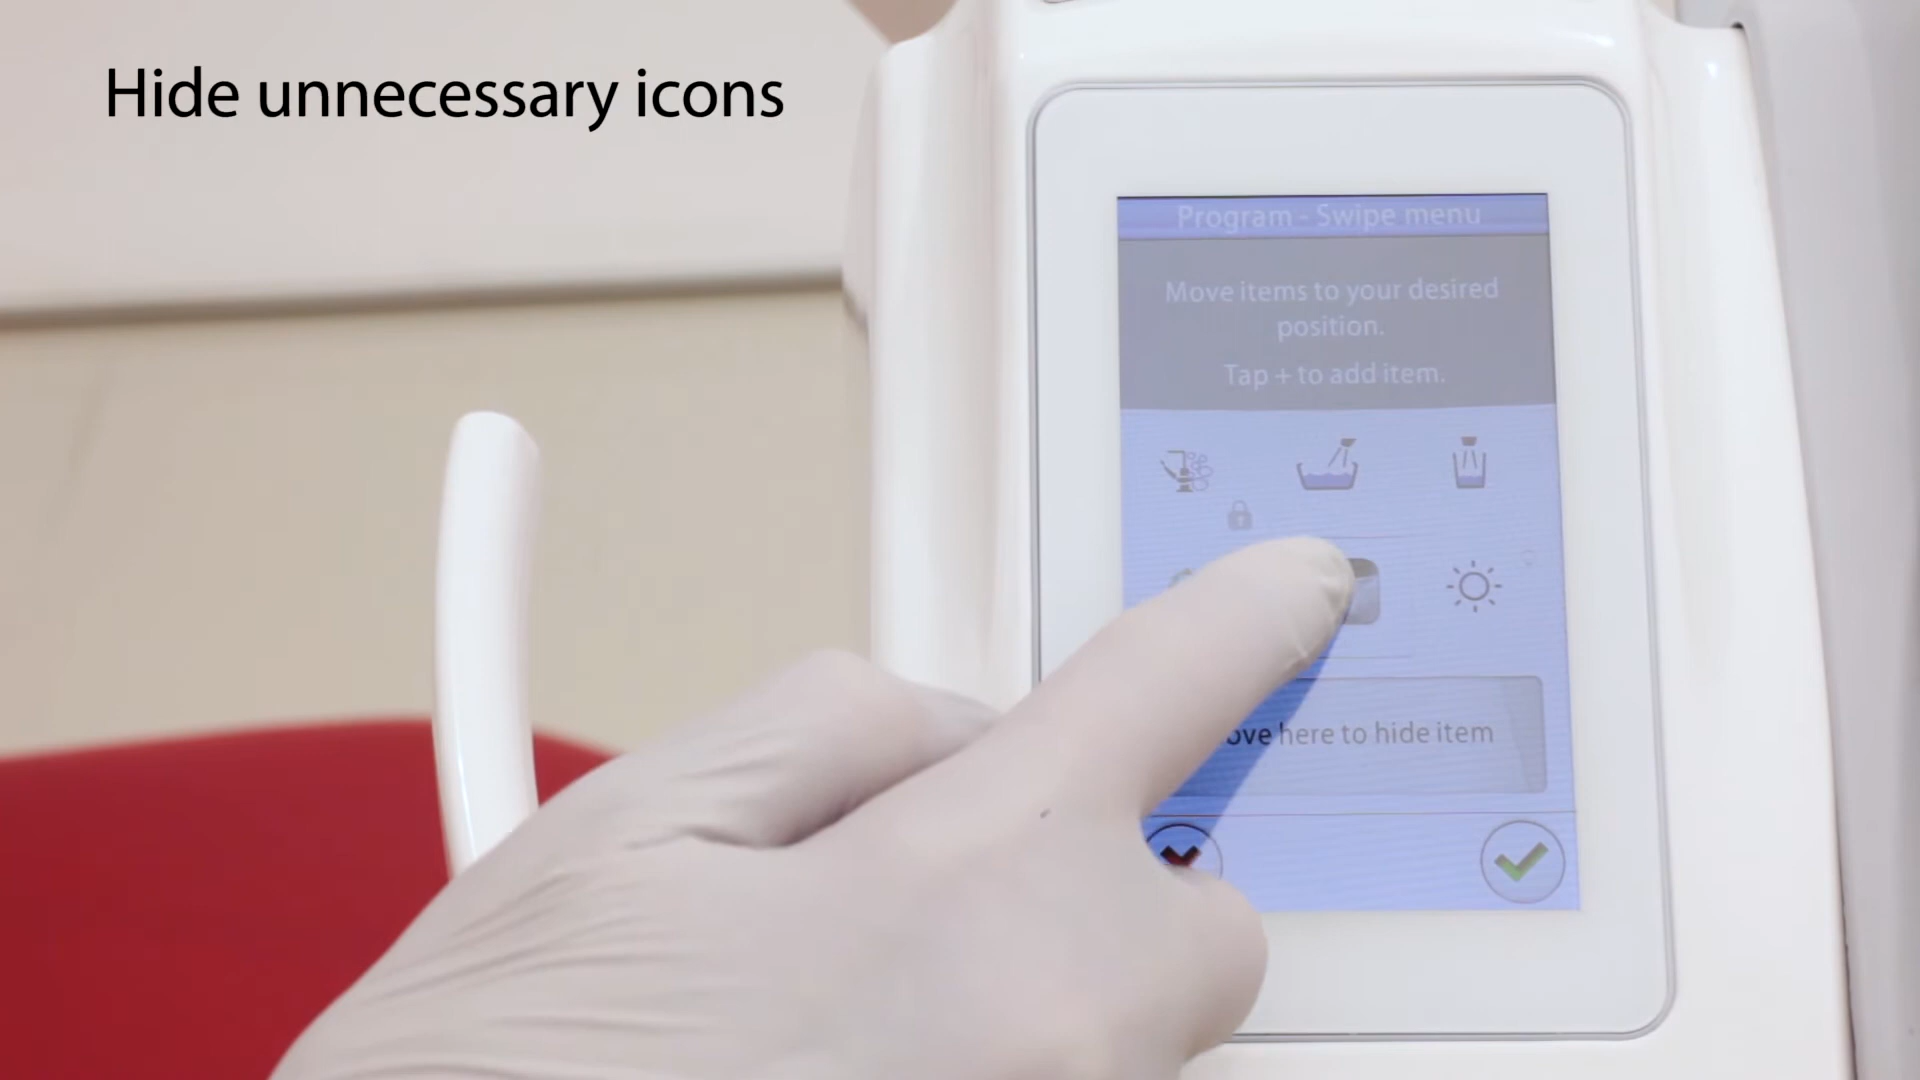 Hide unnecessary icons
Program - Swipe menu
Move items to your desired
position.
Tap + to add item.
ove here to hide item